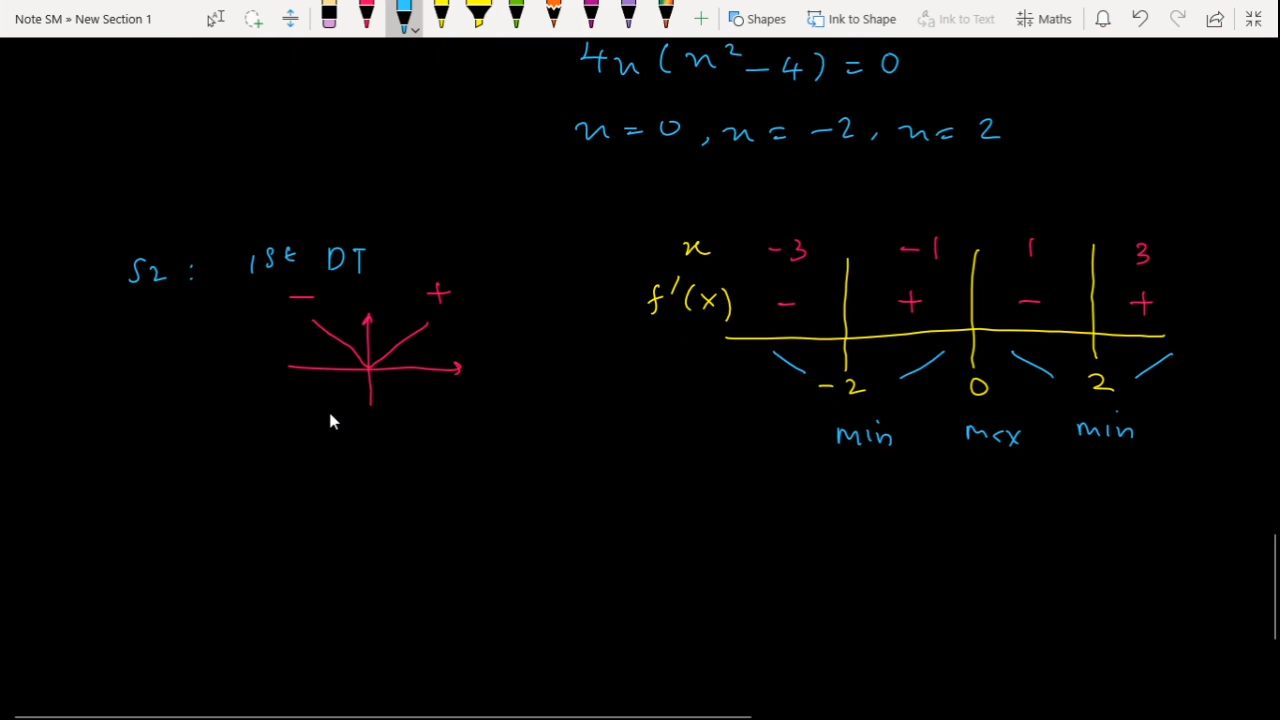 Note SM » New Section 1
Shapes
Ink to Shape
Ink to Text
Maths
4x(x²-4)=0
x=0, x=-2, x=2
S2: 1st DT
- +
x -3 -1 1 3
f'(x) - + - +
-2 0 2
min max min